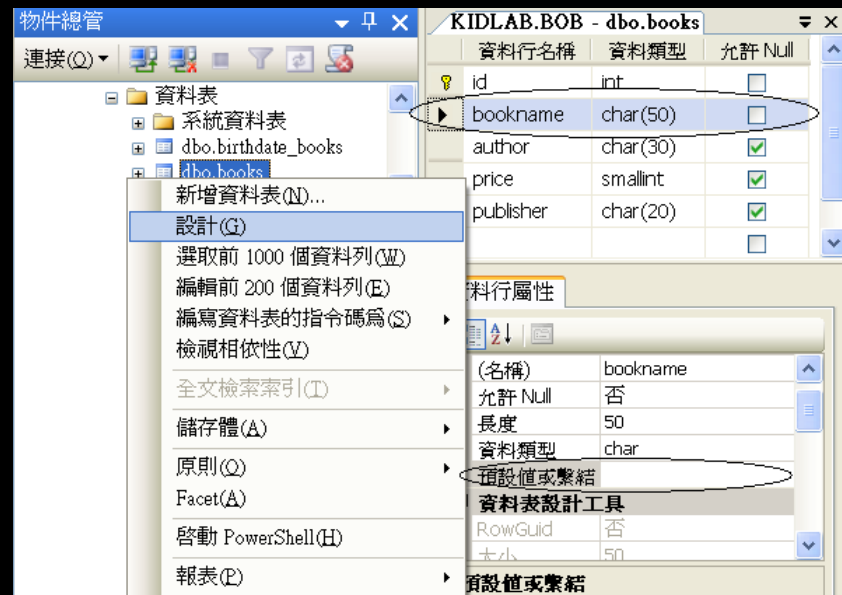 物件總管
連接(O)
資料表
系統資料表
dbo.birthdate_books
dbo.books
新增資料表(N)...
設計(G)
選取前 1000 個資料列(W)
編輯前 200 個資料列(E)
編寫資料表的指令碼為(S)
檢視相依性(V)
全文檢索索引(T)
儲存體(A)
原則(O)
Facet(A)
啓動 PowerShell(H)
報表(P)
KIDLAB.BOB - dbo.books
資料行名稱 資料類型 允許 Null
id int
bookname char(50)
author char(30)
price smallint
publisher char(20)
料行屬性
(名稱) bookname
允許 Null 否
長度 50
資料類型 char
預設值或繫結
資料表設計工具
RowGuid 否
大小 50
預設值或繫結